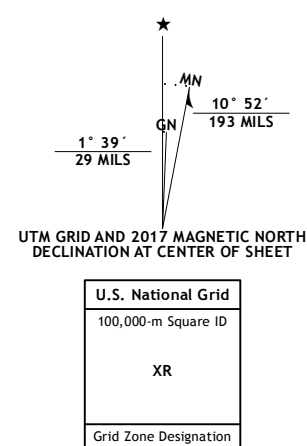 MN
10° 52´
193 MILS
GN
1° 39´
29 MILS
UTM GRID AND 2017 MAGNETIC NORTH
DECLINATION AT CENTER OF SHEET
U.S. National Grid
100,000-m Square ID
XR
Grid Zone Designation